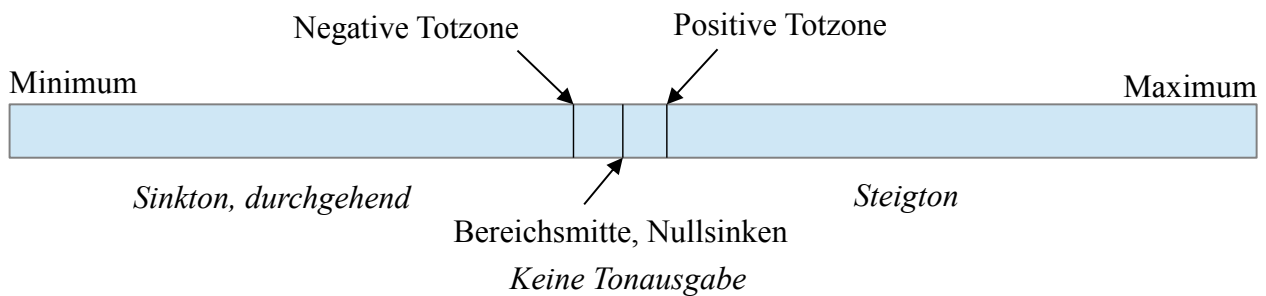 Negative Totzone
Positive Totzone
Minimum
Maximum
Sinkton, durchgehend
Steigton
Bereichsmitte, Nullsinken
Keine Tonausgabe